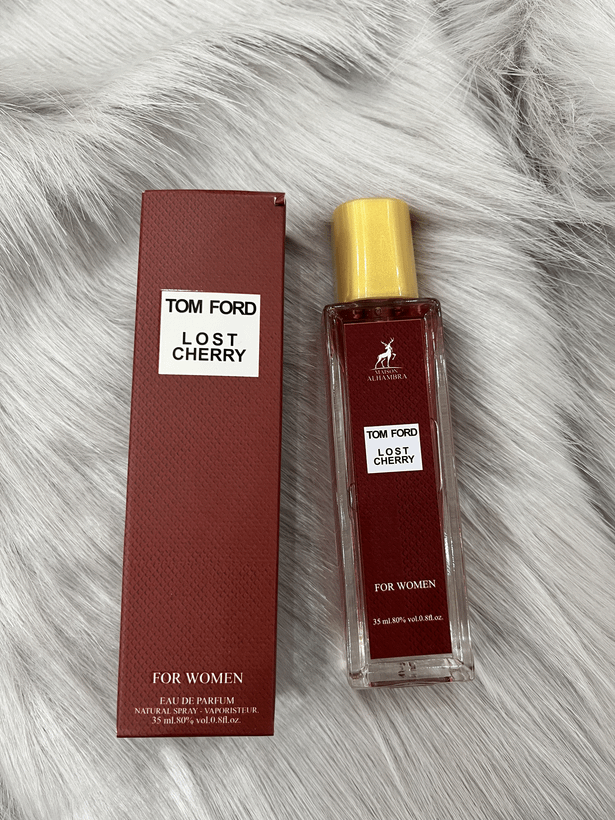 TOM FORD
LOST
CHERRY
FOR WOMEN
EAU DE PARFUM
NATURAL SPRAY - VAPORISTEUR.
35 ml.80% vol.0.8fl.oz.
MAISON
ALHAMBRA
TOM FORD
LOST
CHERRY
FOR WOMEN
35 ml.80% vol.0.8fl.oz.